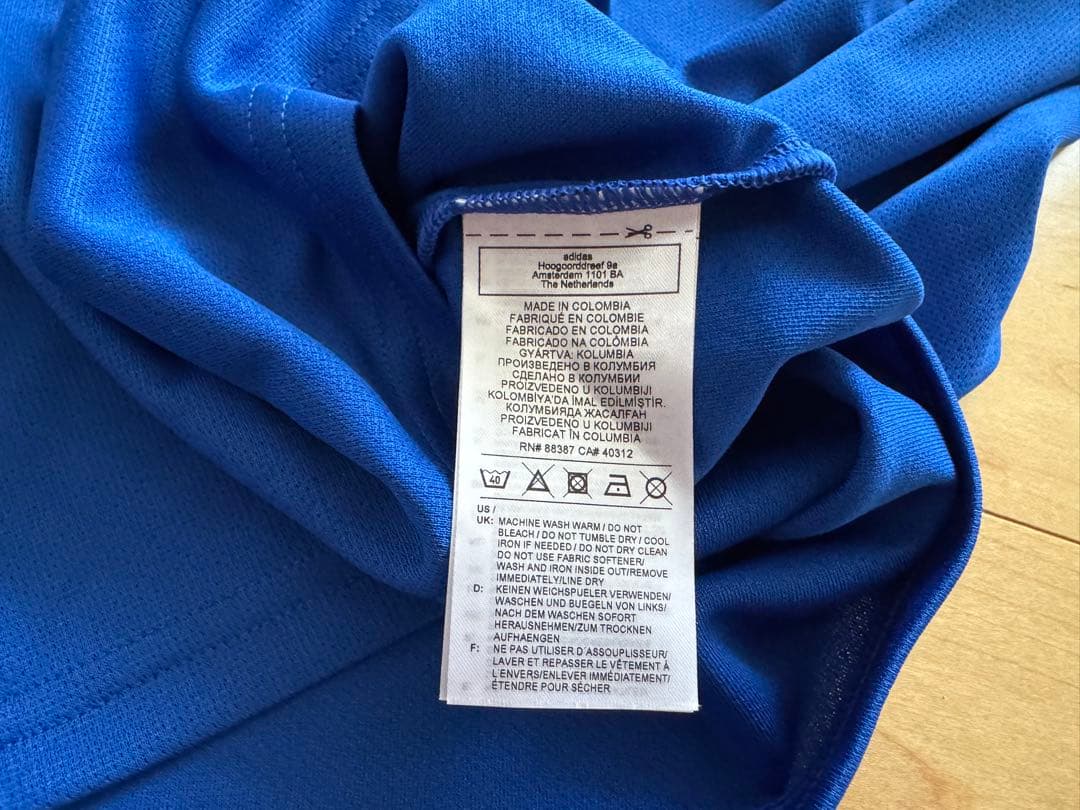 adidas
Hoogoorddreef 9a
Amsterdam 1101 BA
The Netherlands
MADE IN COLOMBIA
FABRIQUÉ EN COLOMBIE
FABRICADO EN COLOMBIA
FABRICADO NA COLÔMBIA
GYÁRTVA: KOLUMBIA
ПРОИЗВЕДЕНО В КОЛУМБИЯ
СДЕЛАНО В КОЛУМБИИ
PROIZVEDENO U KOLUMBIJI
KOLOMBİYA'DA İMAL EDİLMİŞTİR.
КОЛУМБИЯДА ЖАСАЛҒАН
PROIZVEDENO U KOLUMBIJI
FABRICAT ÎN COLUMBIA
RN# 88387 CA# 40312
40
US /
UK: MACHINE WASH WARM / DO NOT
BLEACH / DO NOT TUMBLE DRY / COOL
IRON IF NEEDED / DO NOT DRY CLEAN
DO NOT USE FABRIC SOFTENER/
WASH AND IRON INSIDE OUT/REMOVE
IMMEDIATELY/LINE DRY
D: KEINEN WEICHSPUELER VERWENDEN/
WASCHEN UND BUEGELN VON LINKS/
NACH DEM WASCHEN SOFORT
HERAUSNEHMEN/ZUM TROCKNEN
AUFHAENGEN
F: NE PAS UTILISER D'ASSOUPLISSEUR/
LAVER ET REPASSER LE VÊTEMENT À
L'ENVERS/ENLEVER IMMÉDIATEMENT/
ÉTENDRE POUR SÉCHER